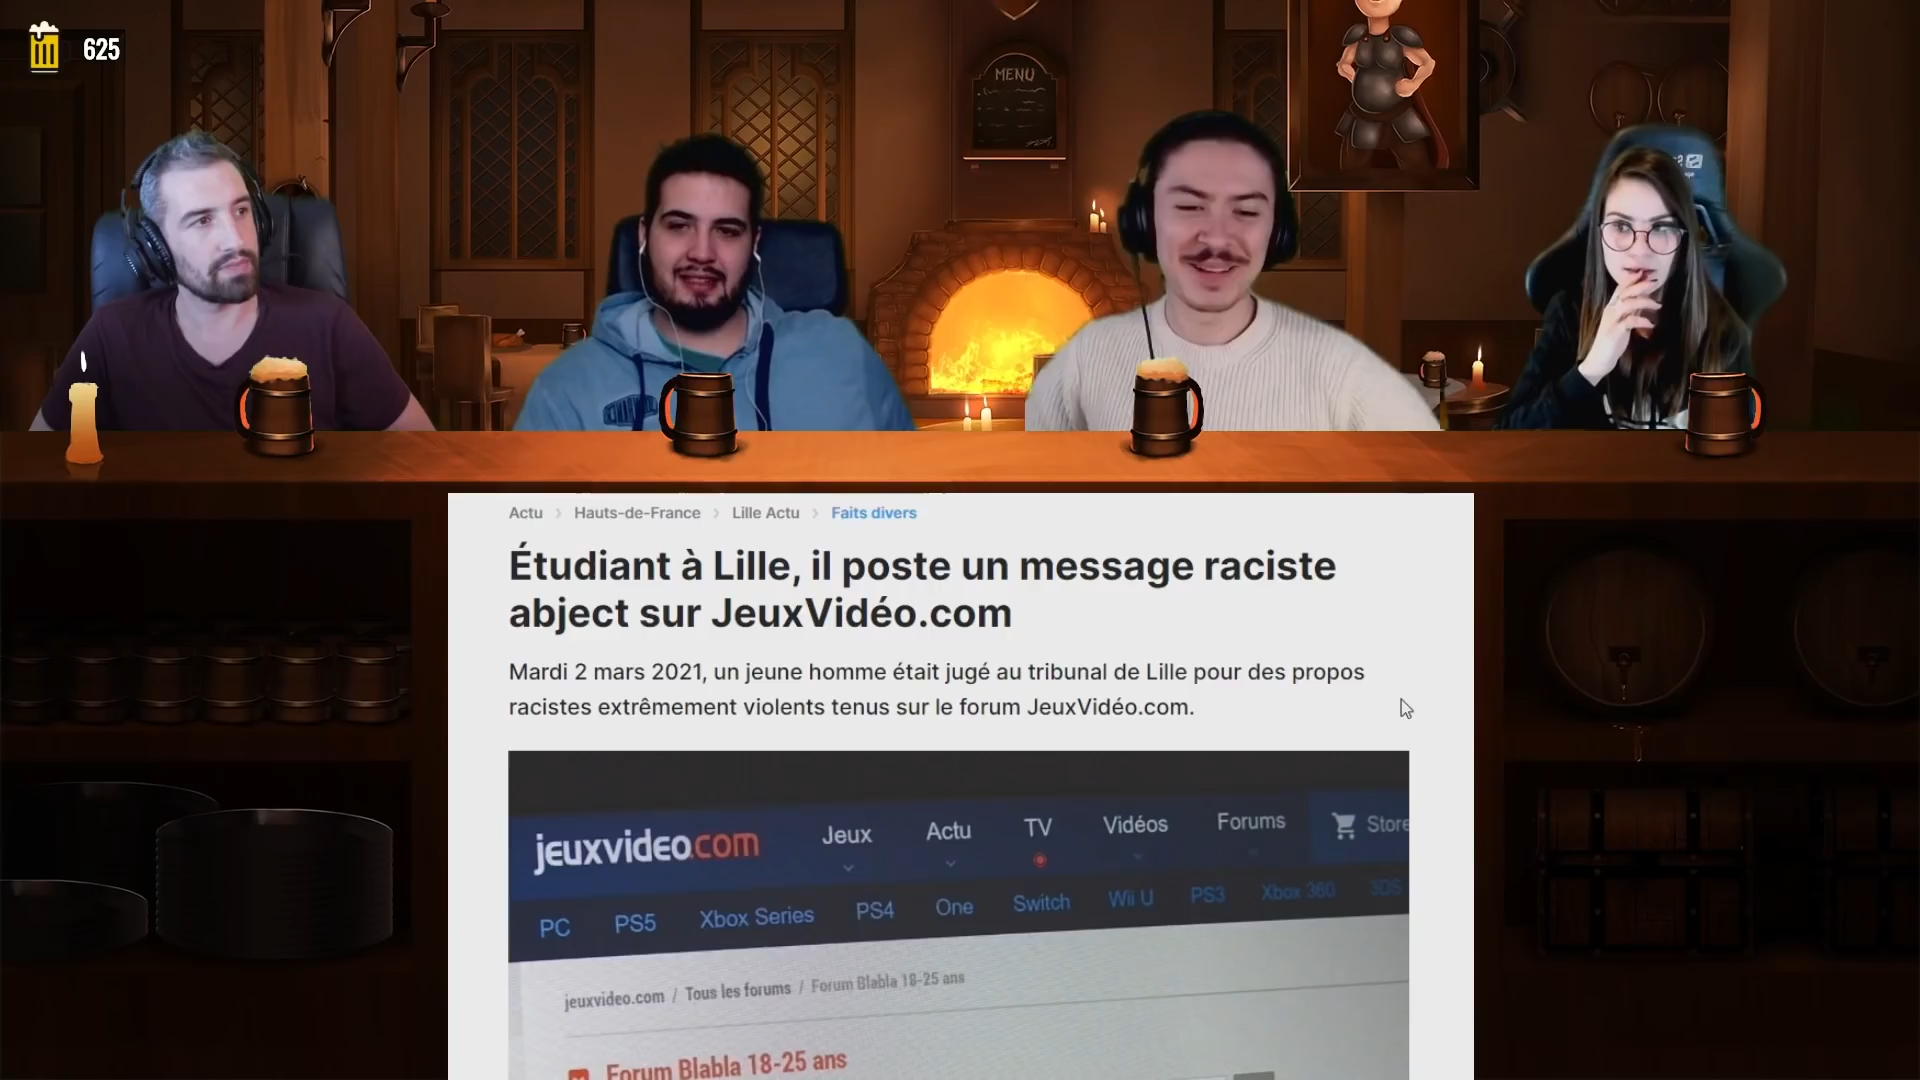 625
MENU
Actu > Hauts-de-France > Lille Actu > Faits divers
Étudiant à Lille, il poste un message raciste
abject sur JeuxVidéo.com
Mardi 2 mars 2021, un jeune homme était jugé au tribunal de Lille pour des propos
racistes extrêmement violents tenus sur le forum JeuxVidéo.com.
jeuxvideo.com Jeux Actu TV Vidéos Forums Store
PC PS5 Xbox Series PS4 One Switch Wii U PS3 Xbox 360 3DS
jeuxvideo.com / Tous les forums / Forum Blabla 18-25 ans
Forum Blabla 18-25 ans